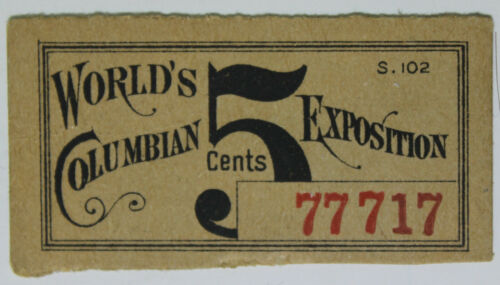 WORLD'S
S. 102
COLUMBIAN 5 EXPOSITION
Cents
77717